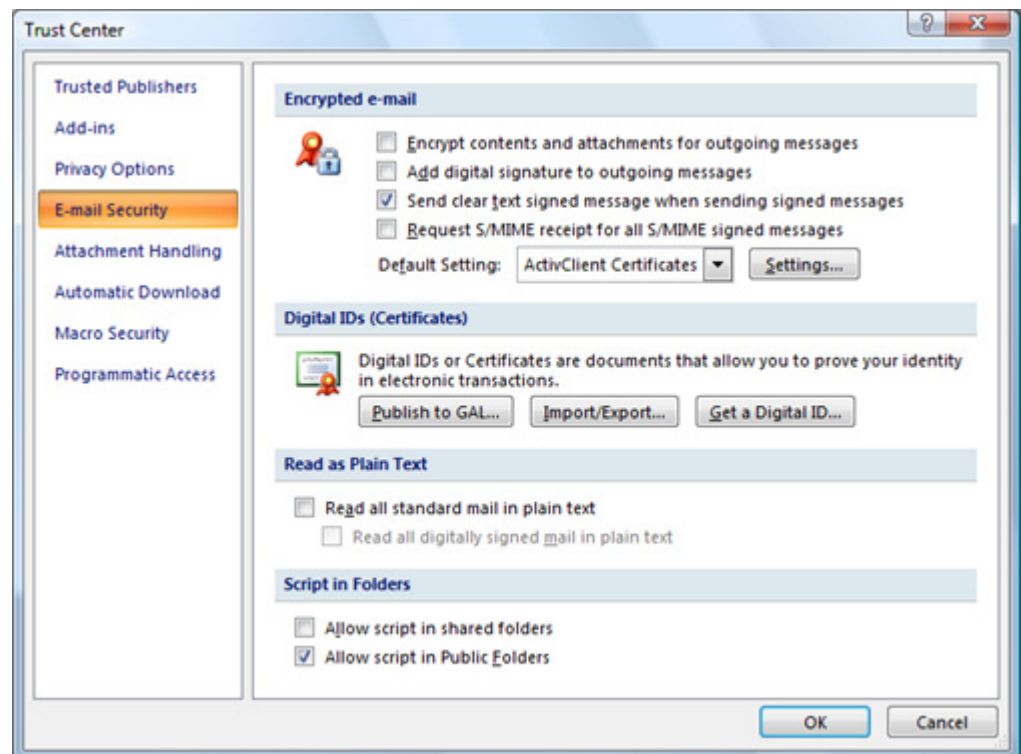 Trust Center
Trusted Publishers
Add-ins
Privacy Options
E-mail Security
Attachment Handling
Automatic Download
Macro Security
Programmatic Access
Encrypted e-mail
Encrypt contents and attachments for outgoing messages
Add digital signature to outgoing messages
Send clear text signed message when sending signed messages
Request S/MIME receipt for all S/MIME signed messages
Default Setting: ActivClient Certificates Settings...
Digital IDs (Certificates)
Digital IDs or Certificates are documents that allow you to prove your identity
in electronic transactions.
Publish to GAL... Import/Export... Get a Digital ID...
Read as Plain Text
Read all standard mail in plain text
Read all digitally signed mail in plain text
Script in Folders
Allow script in shared folders
Allow script in Public Folders
OK Cancel